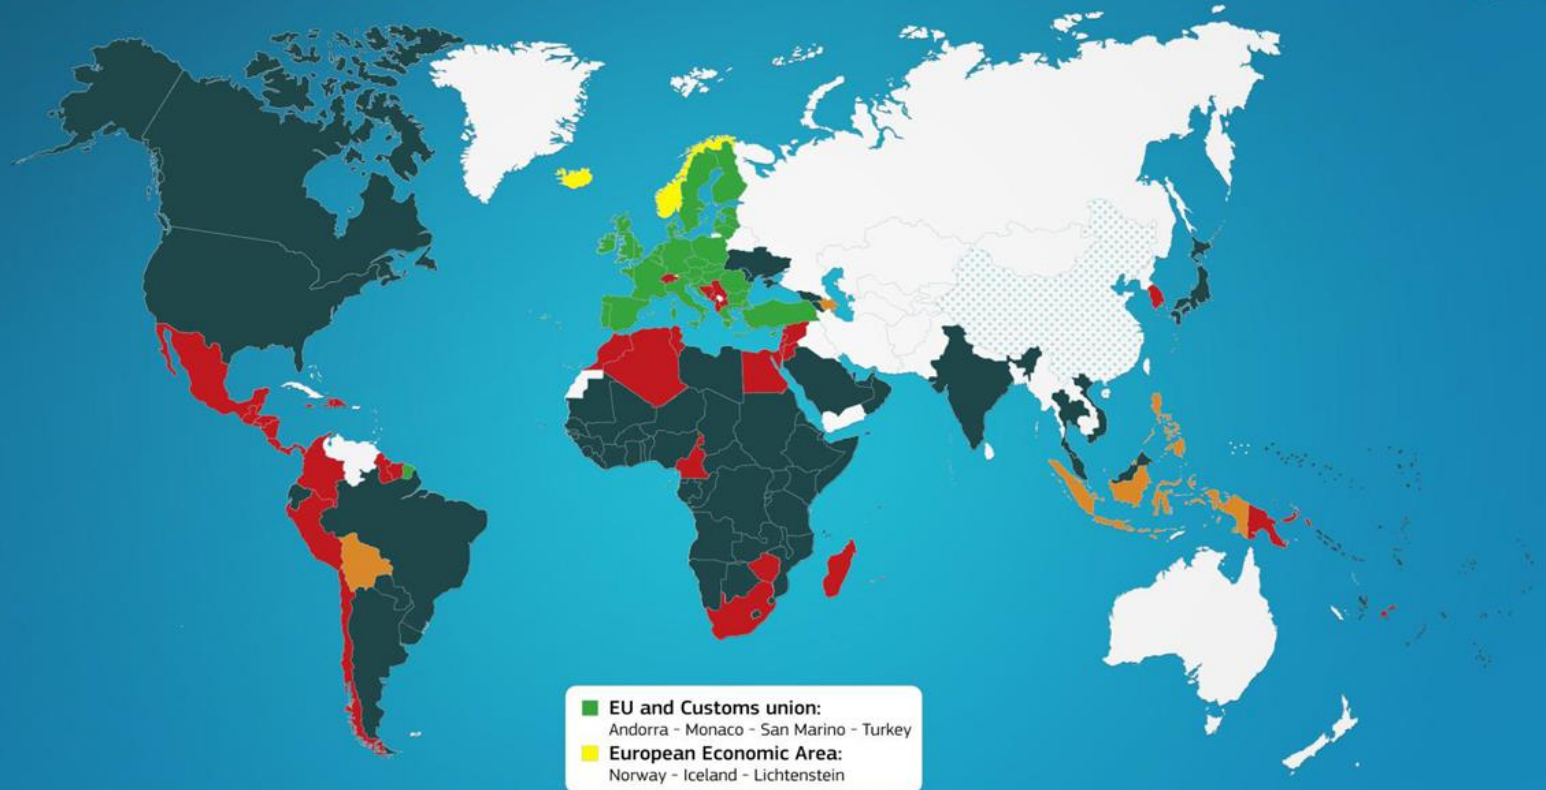 EU and Customs union:
Andorra - Monaco - San Marino - Turkey
European Economic Area:
Norway - Iceland - Lichtenstein